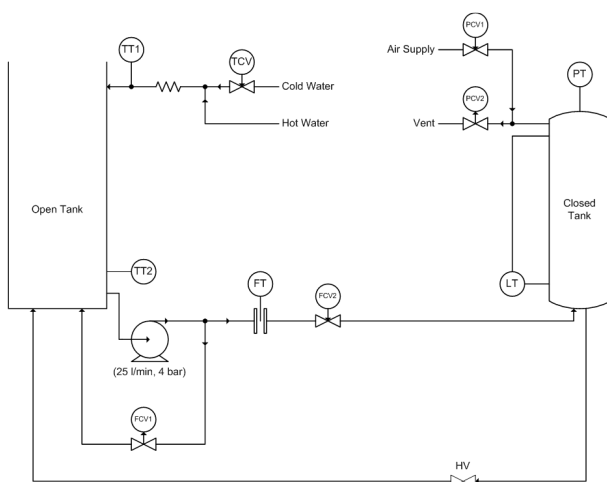 PCV1
TT1
TCV
Air Supply
PT
Cold Water
PCV2
Hot Water
Vent
Open Tank
Closed
Tank
TT2
FT
LT
FCV2
(25 l/min, 4 bar)
FCV1
HV